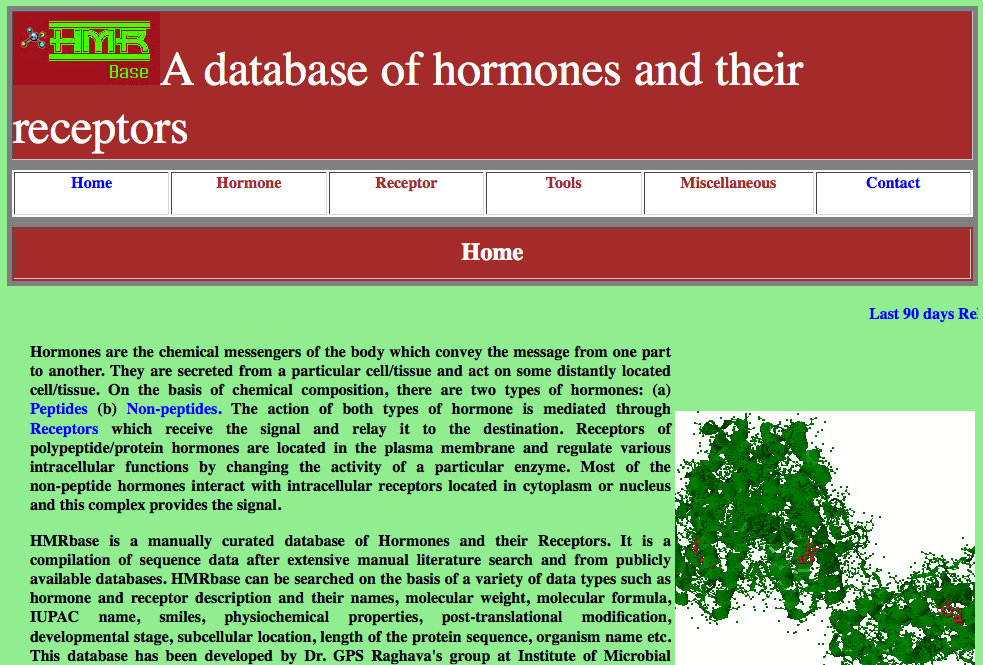 HMR
Base
A database of hormones and their
receptors
Home Hormone Receptor Tools Miscellaneous Contact
Home
Last 90 days Re
Hormones are the chemical messengers of the body which convey the message from one part
to another. They are secreted from a particular cell/tissue and act on some distantly located
cell/tissue. On the basis of chemical composition, there are two types of hormones: (a)
Peptides (b) Non-peptides. The action of both types of hormone is mediated through
Receptors which receive the signal and relay it to the destination. Receptors of
polypeptide/protein hormones are located in the plasma membrane and regulate various
intracellular functions by changing the activity of a particular enzyme. Most of the
non-peptide hormones interact with intracellular receptors located in cytoplasm or nucleus
and this complex provides the signal.
HMRbase is a manually curated database of Hormones and their Receptors. It is a
compilation of sequence data after extensive manual literature search and from publicly
available databases. HMRbase can be searched on the basis of a variety of data types such as
hormone and receptor description and their names, molecular weight, molecular formula,
IUPAC name, smiles, physiochemical properties, post-translational modification,
developmental stage, subcellular location, length of the protein sequence, organism name etc.
This database has been developed by Dr. GPS Raghava's group at Institute of Microbial